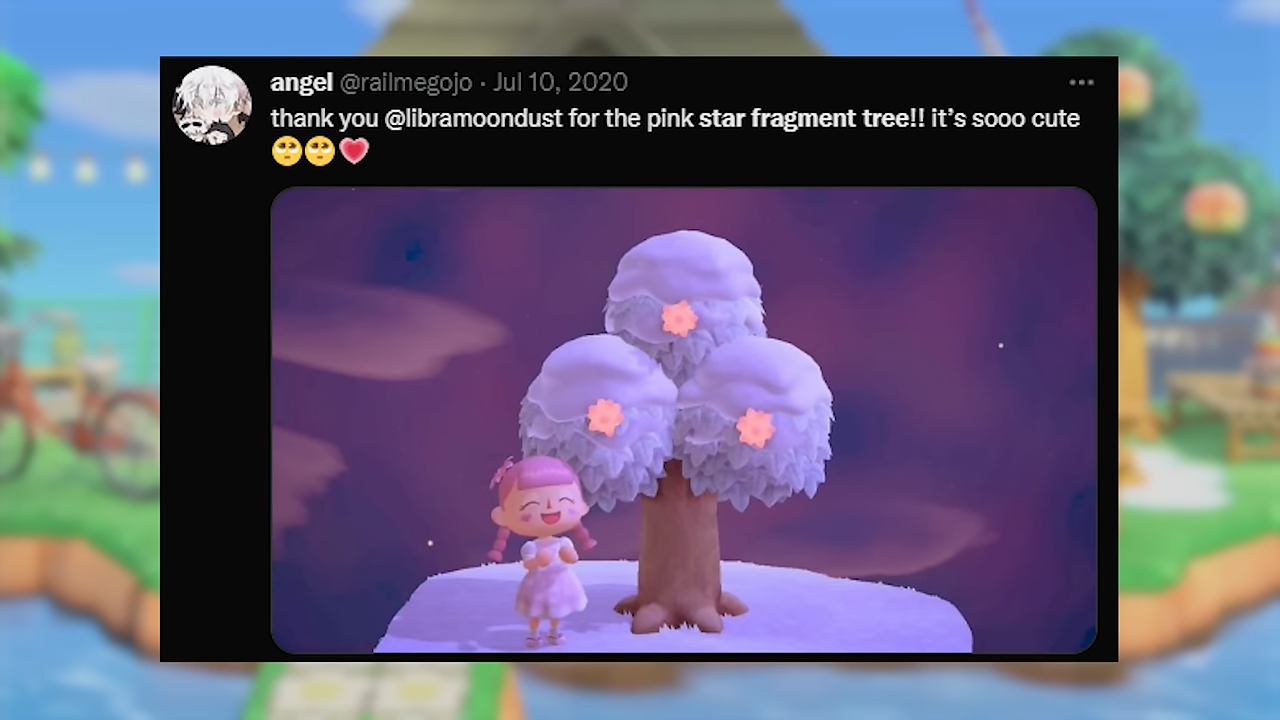 angel @railmegojo · Jul 10, 2020
thank you @libramoondust for the pink star fragment tree!! it’s sooo cute
🥺🥺💗